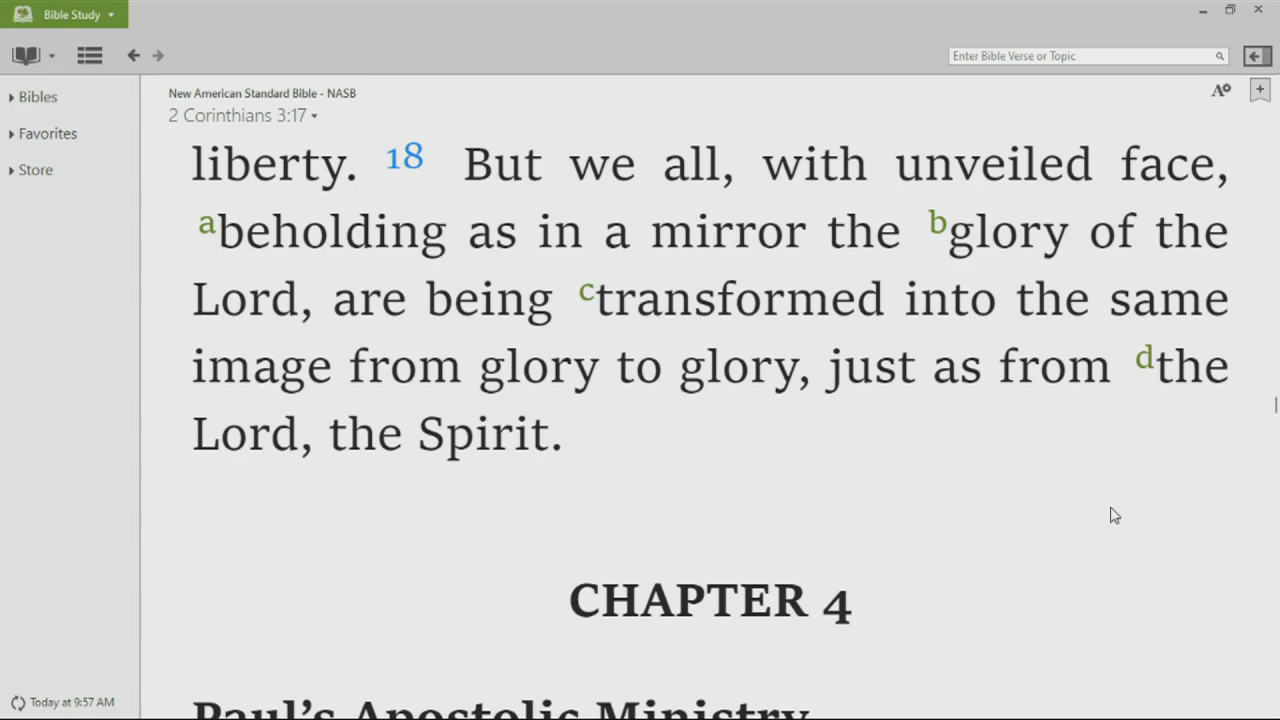 Bible Study
Enter Bible Verse or Topic
Bibles
Favorites
Store
New American Standard Bible - NASB
2 Corinthians 3:17
liberty. 18 But we all, with unveiled face,
abeholding as in a mirror the bglory of the
Lord, are being ctransformed into the same
image from glory to glory, just as from dthe
Lord, the Spirit.
CHAPTER 4
Paul's Apostolic Ministry
Today at 9:57 AM